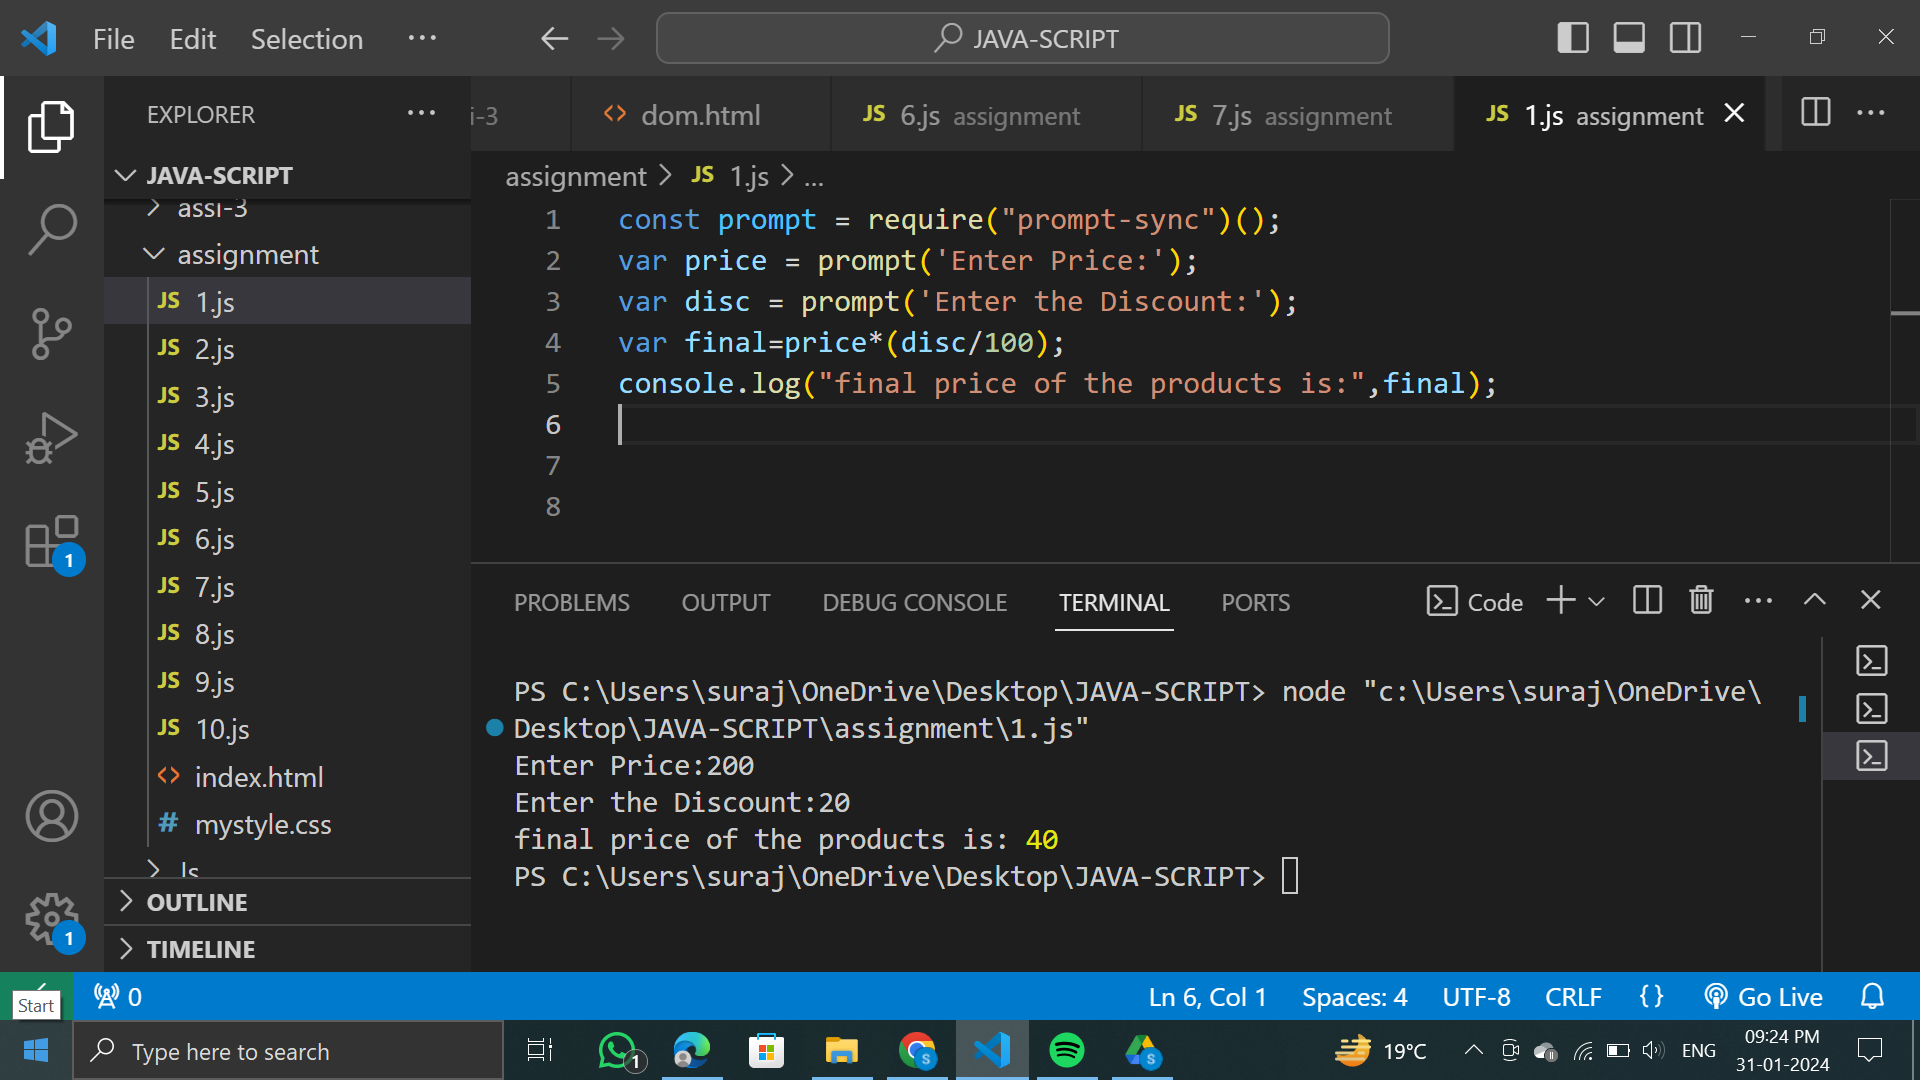 File Edit Selection ···
JAVA-SCRIPT
EXPLORER ···
i-3
dom.html
JS 6.js assignment
JS 7.js assignment
JS 1.js assignment
JAVA-SCRIPT
assi-3
assignment
JS 1.js
JS 2.js
JS 3.js
JS 4.js
JS 5.js
JS 6.js
JS 7.js
JS 8.js
JS 9.js
JS 10.js
<> index.html
# mystyle.css
ls
OUTLINE
TIMELINE
1
1
assignment > JS 1.js > ...
1 const prompt = require("prompt-sync")();
2 var price = prompt('Enter Price:');
3 var disc = prompt('Enter the Discount:');
4 var final=price*(disc/100);
5 console.log("final price of the products is:",final);
6
7
8
PROBLEMS OUTPUT DEBUG CONSOLE TERMINAL PORTS
Code
PS C:\Users\suraj\OneDrive\Desktop\JAVA-SCRIPT> node "c:\Users\suraj\OneDrive\
Desktop\JAVA-SCRIPT\assignment\1.js"
Enter Price:200
Enter the Discount:20
final price of the products is: 40
PS C:\Users\suraj\OneDrive\Desktop\JAVA-SCRIPT>
Start
0
Ln 6, Col 1 Spaces: 4 UTF-8 CRLF {} Go Live
Type here to search
1
S
S
19°C
ENG
09:24 PM
31-01-2024